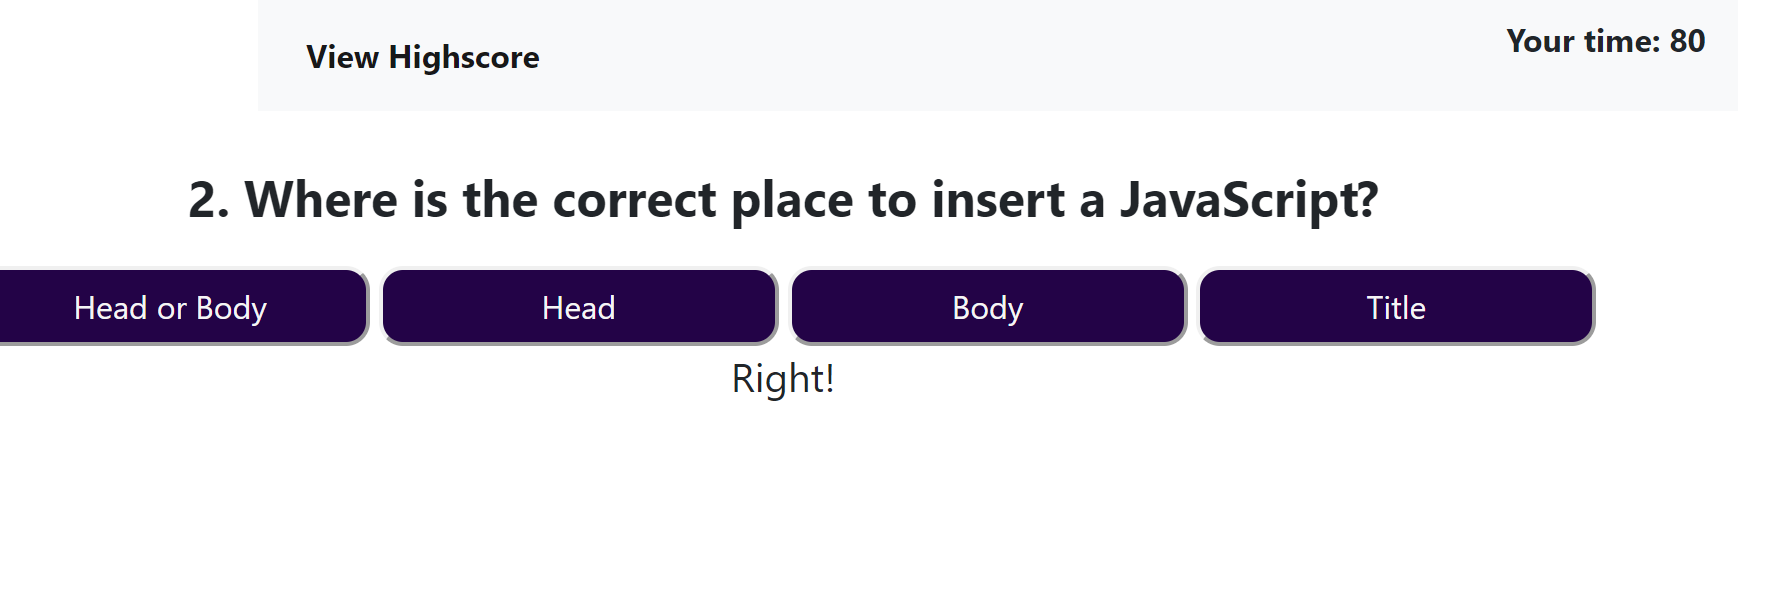 View Highscore
Your time: 80
2. Where is the correct place to insert a JavaScript?
Head or Body
Head
Body
Title
Right!